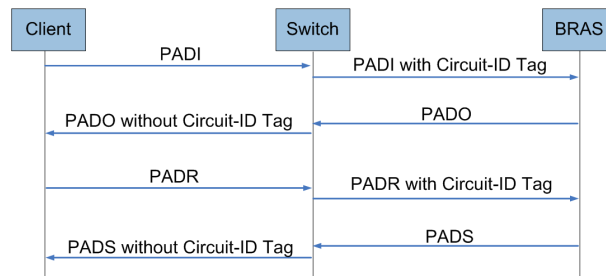 Client
Switch
BRAS
PADI
PADI with Circuit-ID Tag
PADO
PADO without Circuit-ID Tag
PADR
PADR with Circuit-ID Tag
PADS
PADS without Circuit-ID Tag